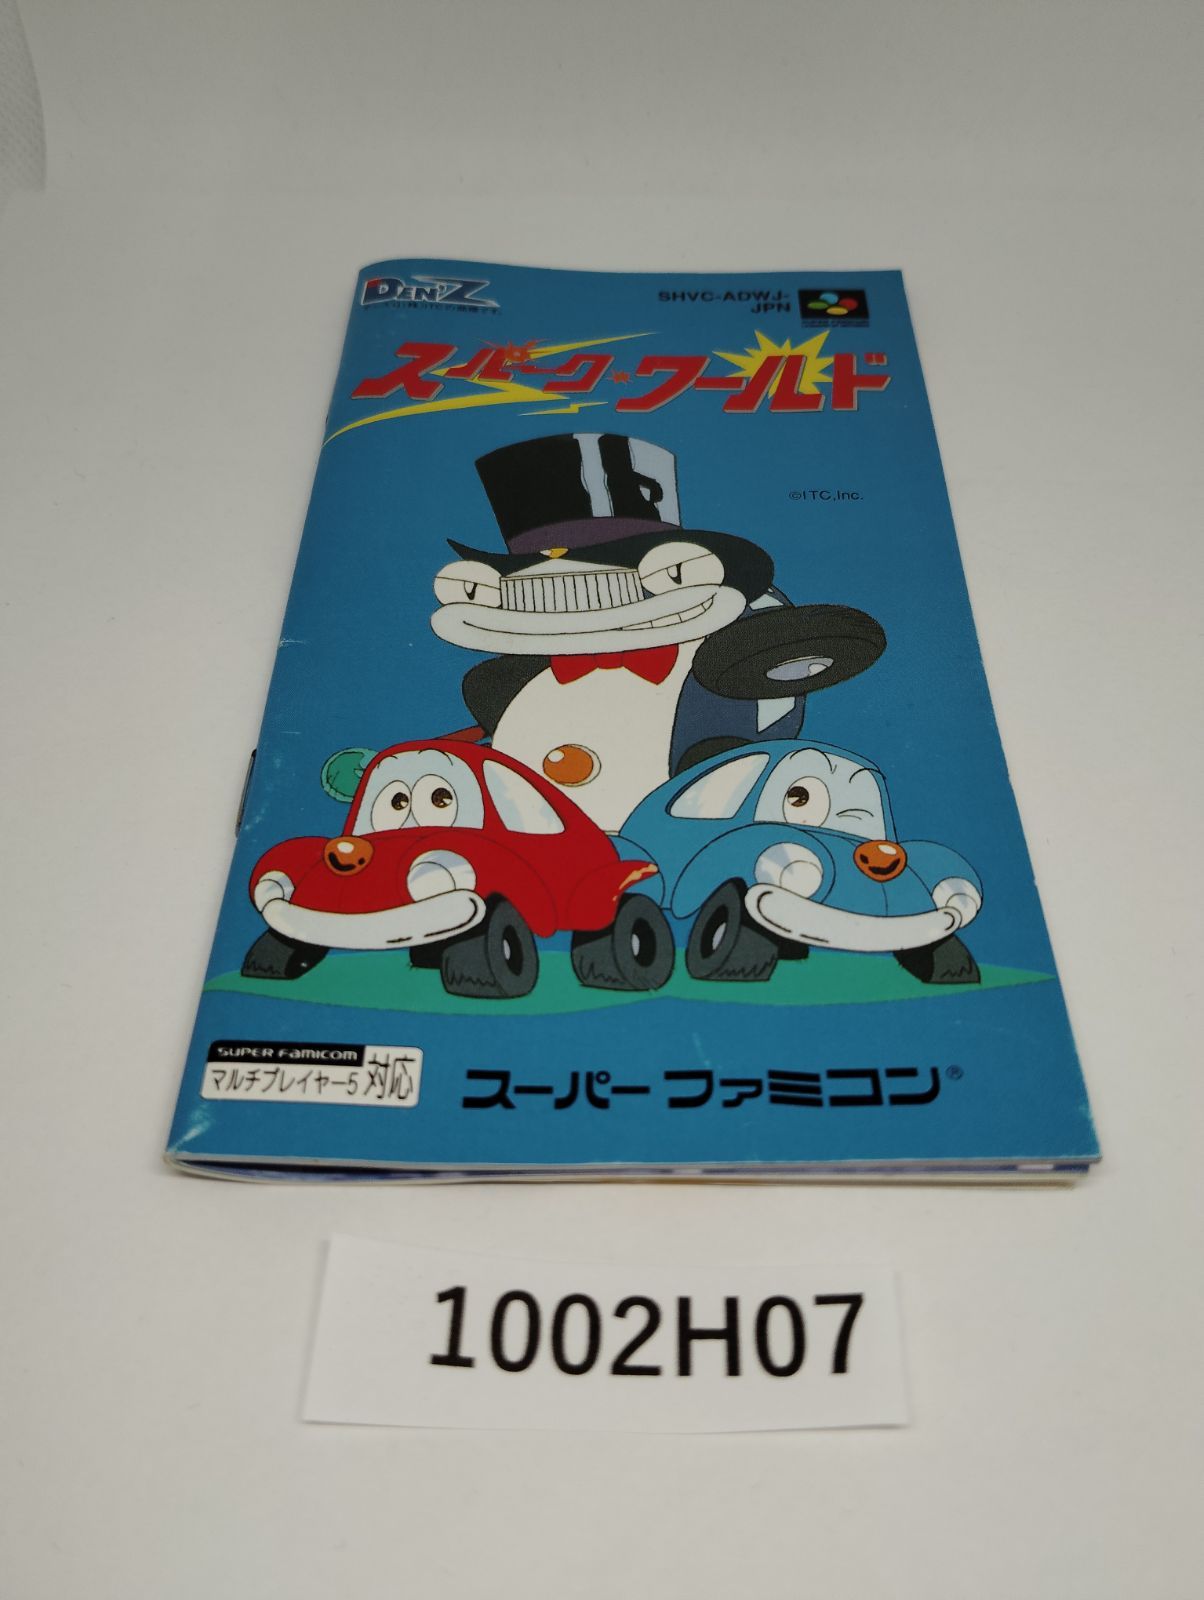 DEN'Z
SHVC-ADWJ-
JPN
スパーク・ワールド
©ITC,Inc.
SUPER FAMICOM
マルチプレイヤー5 対応
スーパーファミコン®
1002H07